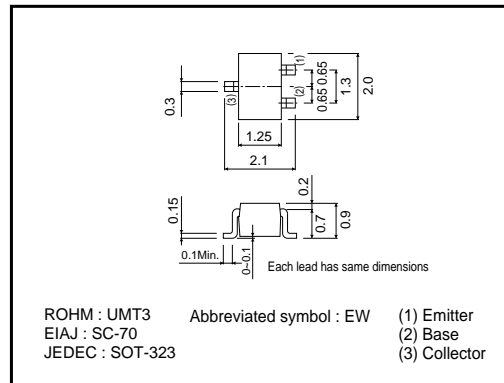 (1)
0.65 0.65
1.3
2.0
0.3
(3)
(2)
1.25
2.1
0.2
0.15
0.7
0.9
0.1Min.
0~0.1
Each lead has same dimensions
ROHM : UMT3 Abbreviated symbol : EW (1) Emitter
EIAJ : SC-70 (2) Base
JEDEC : SOT-323 (3) Collector